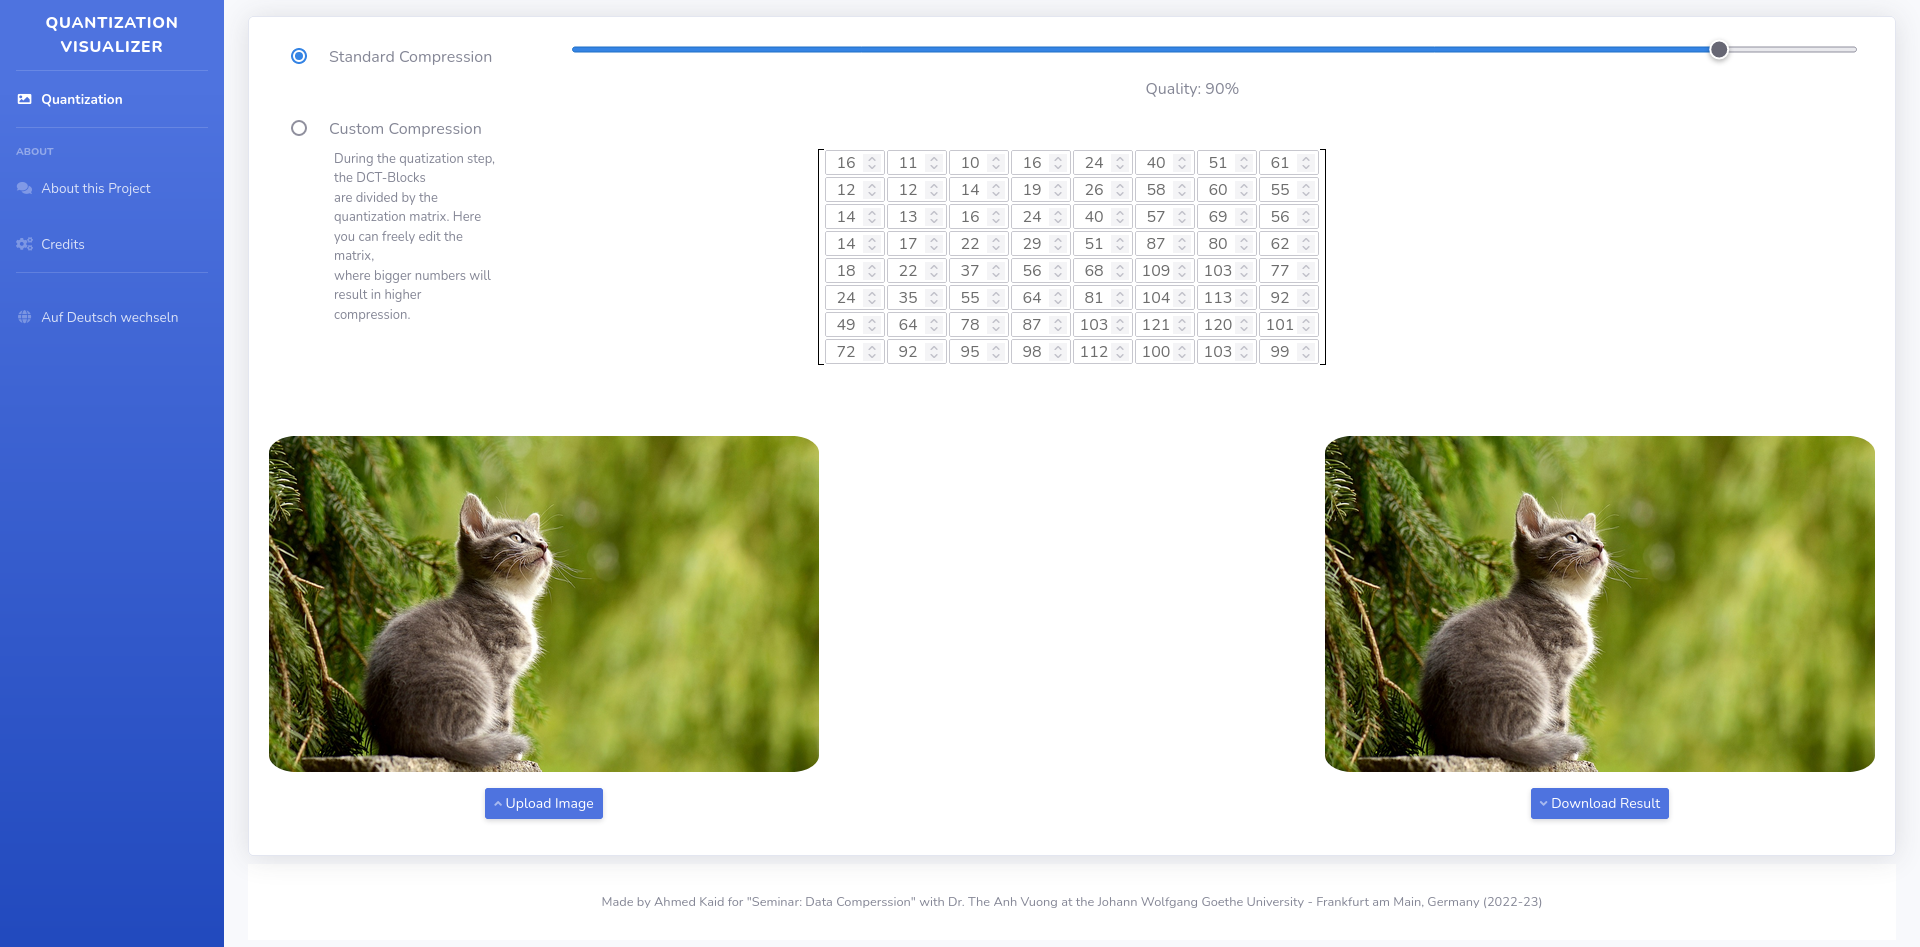 QUANTIZATION
VISUALIZER
Quantization
ABOUT
About this Project
Credits
Auf Deutsch wechseln
Standard Compression
Quality: 90%
Custom Compression
During the quatization step,
the DCT-Blocks
are divided by the
quantization matrix. Here
you can freely edit the
matrix,
where bigger numbers will
result in higher
compression.
16 11 10 16 24 40 51 61
12 12 14 19 26 58 60 55
14 13 16 24 40 57 69 56
14 17 22 29 51 87 80 62
18 22 37 56 68 109 103 77
24 35 55 64 81 104 113 92
49 64 78 87 103 121 120 101
72 92 95 98 112 100 103 99
Upload Image
Download Result
Made by Ahmed Kaid for "Seminar: Data Comperssion" with Dr. The Anh Vuong at the Johann Wolfgang Goethe University - Frankfurt am Main, Germany (2022-23)